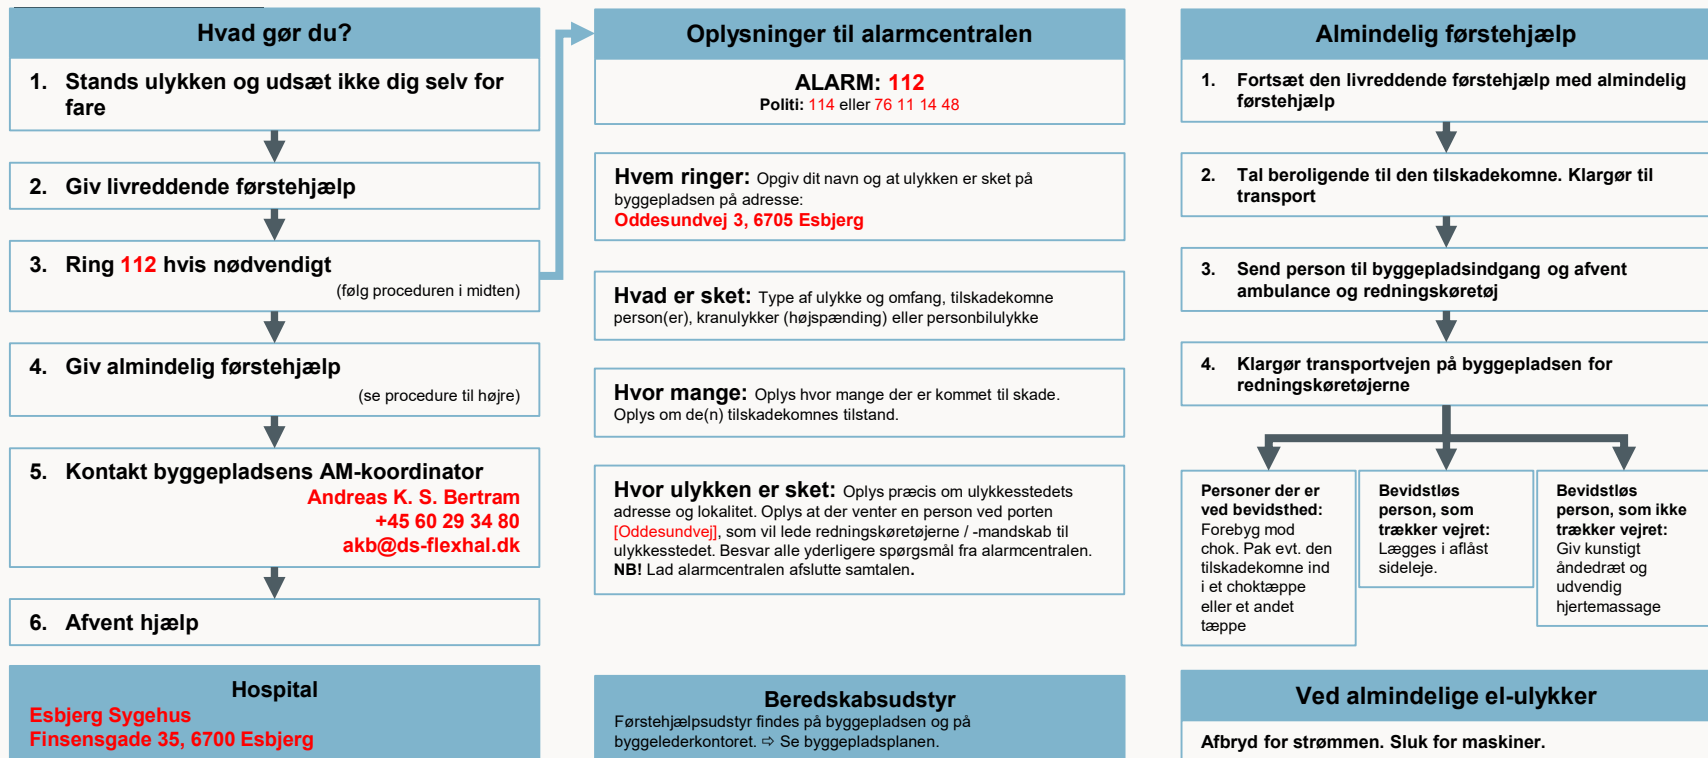 Hvad gør du?
1. Stands ulykken og udsæt ikke dig selv for
fare
2. Giv livreddende førstehjælp
3. Ring 112 hvis nødvendigt
(følg proceduren i midten)
4. Giv almindelig førstehjælp
(se procedure til højre)
5. Kontakt byggepladsens AM-koordinator
Andreas K. S. Bertram
+45 60 29 34 80
akb@ds-flexhal.dk
6. Afvent hjælp
Hospital
Esbjerg Sygehus
Finsensgade 35, 6700 Esbjerg
Oplysninger til alarmcentralen
ALARM: 112
Politi: 114 eller 76 11 14 48
Hvem ringer: Opgiv dit navn og at ulykken er sket på
byggepladsen på adresse:
Oddesundvej 3, 6705 Esbjerg
Hvad er sket: Type af ulykke og omfang, tilskadekomne
person(er), kranulykker (højspænding) eller personbilulykke
Hvor mange: Oplys hvor mange der er kommet til skade.
Oplys om de(n) tilskadekomnes tilstand.
Hvor ulykken er sket: Oplys præcis om ulykkesstedets
adresse og lokalitet. Oplys at der venter en person ved porten
[Oddesundvej], som vil lede redningskøretøjerne / -mandskab til
ulykkesstedet. Besvar alle yderligere spørgsmål fra alarmcentralen.
NB! Lad alarmcentralen afslutte samtalen.
Beredskabsudstyr
Førstehjælpsudstyr findes på byggepladsen og på
byggelederkontoret. ⇨ Se byggepladsplanen.
Almindelig førstehjælp
1. Fortsæt den livreddende førstehjælp med almindelig
førstehjælp
2. Tal beroligende til den tilskadekomne. Klargør til
transport
3. Send person til byggepladsindgang og afvent
ambulance og redningskøretøj
4. Klargør transportvejen på byggepladsen for
redningskøretøjerne
Personer der er
ved bevidsthed:
Forebyg mod
chok. Pak evt. den
tilskadekomne ind
i et choktæppe
eller et andet
tæppe
Bevidstløs
person, som
trækker vejret:
Lægges i aflåst
sideleje.
Bevidstløs
person, som ikke
trækker vejret:
Giv kunstigt
åndedræt og
udvendig
hjertemassage
Ved almindelige el-ulykker
Afbryd for strømmen. Sluk for maskiner.